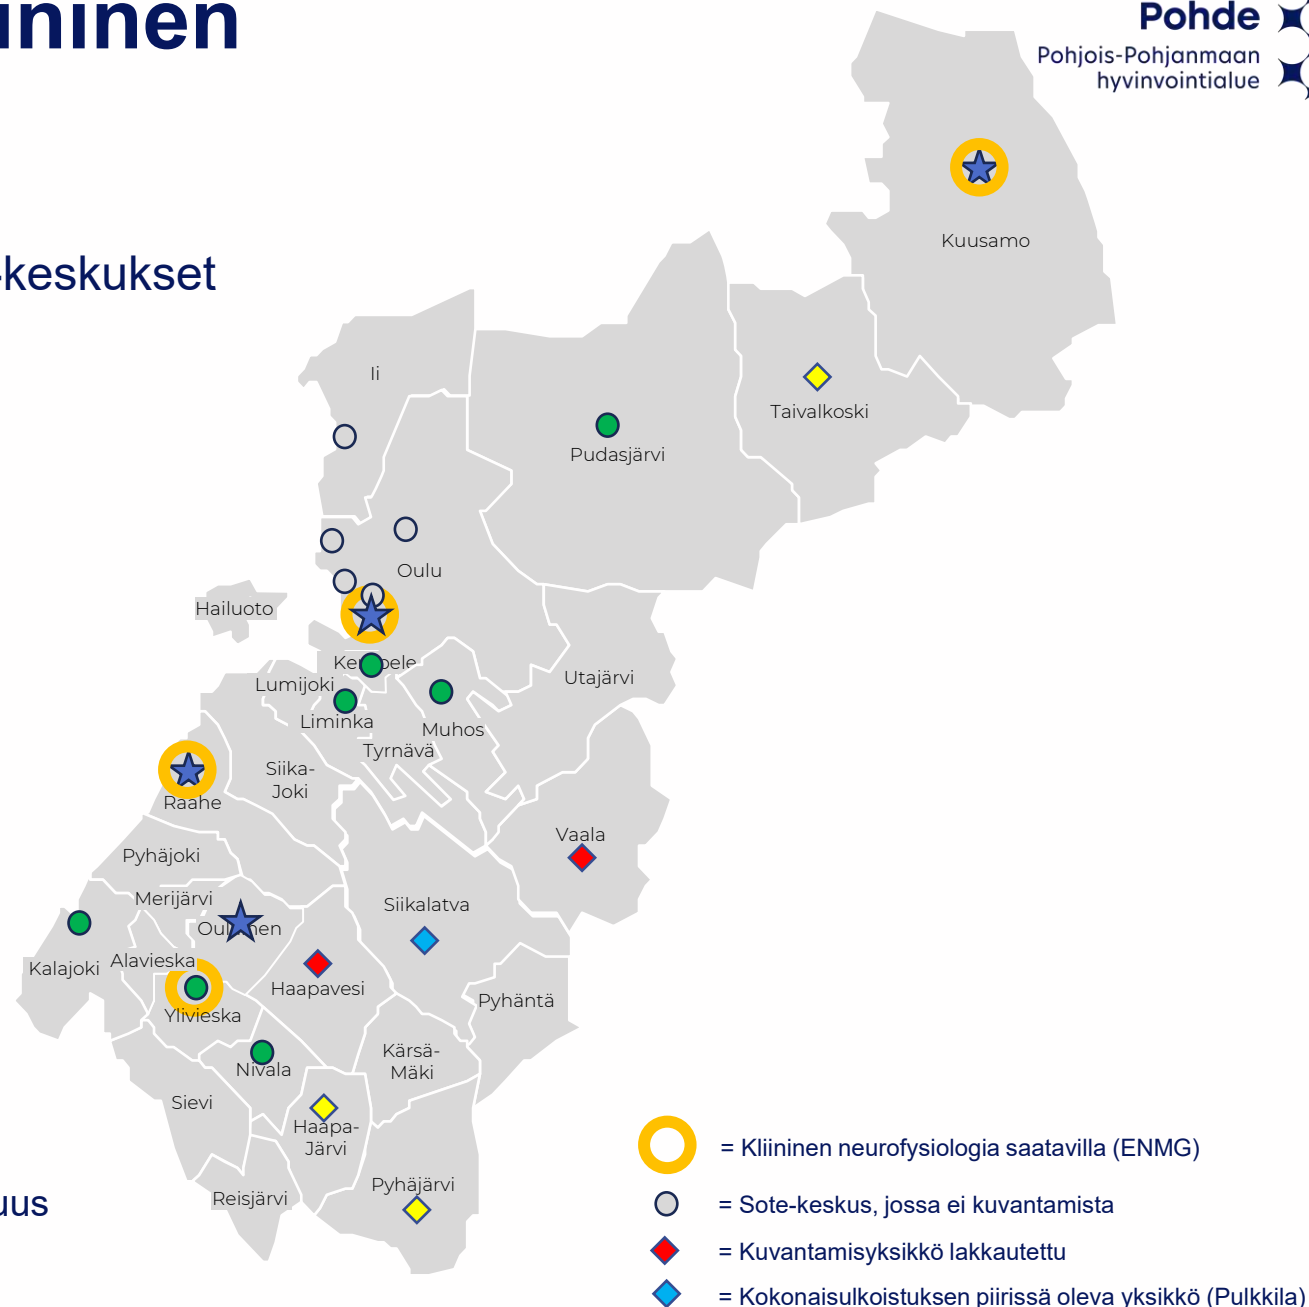 ininen
Pohde
Pohjois-Pohjanmaan
hyvinvointialue
-keskukset
Kuusamo
Ii
Taivalkoski
Pudasjärvi
Oulu
Hailuoto
Kempele
Utajärvi
Lumijoki
Liminka
Muhos
Tyrnävä
Siika-
Joki
Raahe
Vaala
Pyhäjoki
Merijärvi
Siikalatva
Oulainen
Alavieska
Kalajoki
Haapavesi
Pyhäntä
Ylivieska
Kärsä-
Mäki
Nivala
Sievi
Haapa-
Järvi
Pyhäjärvi
Reisjärvi
uus
= Kliininen neurofysiologia saatavilla (ENMG)
= Sote-keskus, jossa ei kuvantamista
= Kuvantamisyksikkö lakkautettu
= Kokonaisulkoistuksen piirissä oleva yksikkö (Pulkkila)